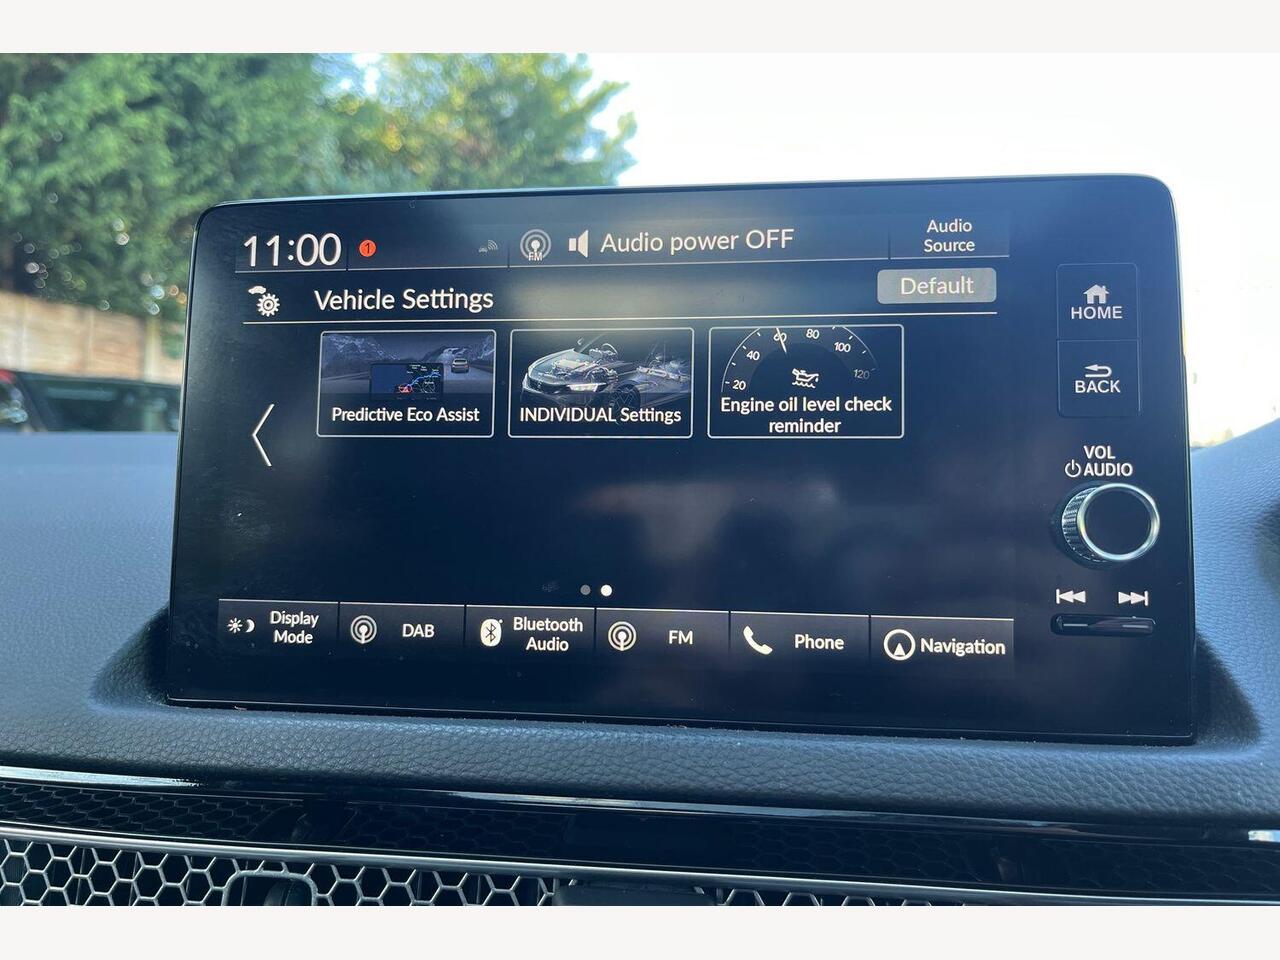 11:00
1
FM
Audio power OFF
Audio
Source
Vehicle Settings
Default
HOME
BACK
Predictive Eco Assist
INDIVIDUAL Settings
20
40
60
80
100
120
Engine oil level check
reminder
VOL
AUDIO
Display
Mode
DAB
Bluetooth
Audio
FM
Phone
Navigation